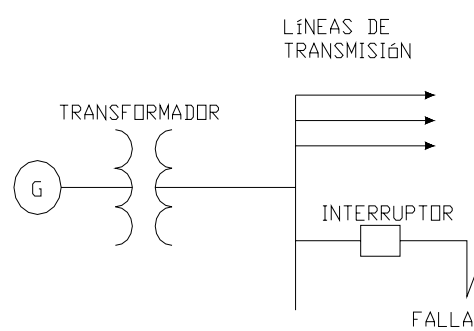 LíNEAS DE
TRANSMISIóN
TRANSFORMADOR
G
INTERRUPTOR
FALLA